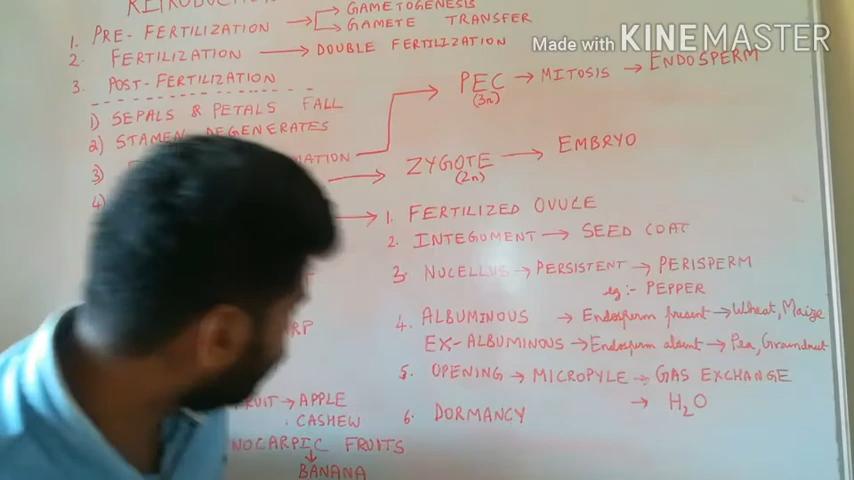 GAMETOGENESIS
1. PRE-FERTILIZATION → GAMETE TRANSFER
2. FERTILIZATION → DOUBLE FERTILIZATION
Made with KINEMASTER
3. POST-FERTILIZATION
PEC → MITOSIS → ENDOSPERM
(3n)
1) SEPALS & PETALS FALL
2) STAMEN DEGENERATES
3)
ZYGOTE → EMBRYO
(2n)
4)
→ 1. FERTILIZED OVULE
2. INTEGUMENT → SEED COAT
3. NUCELLUS → PERSISTENT → PERISPERM
eg:- PEPPER
4. ALBUMINOUS → Endosperm present → Wheat, Maize
EX-ALBUMINOUS → Endosperm absent → Pea, Groundnut
5. OPENING → MICROPYLE → GAS EXCHANGE
→ H2O
6. DORMANCY
FRUIT → APPLE
CASHEW
FRUITS
↓
BANANA